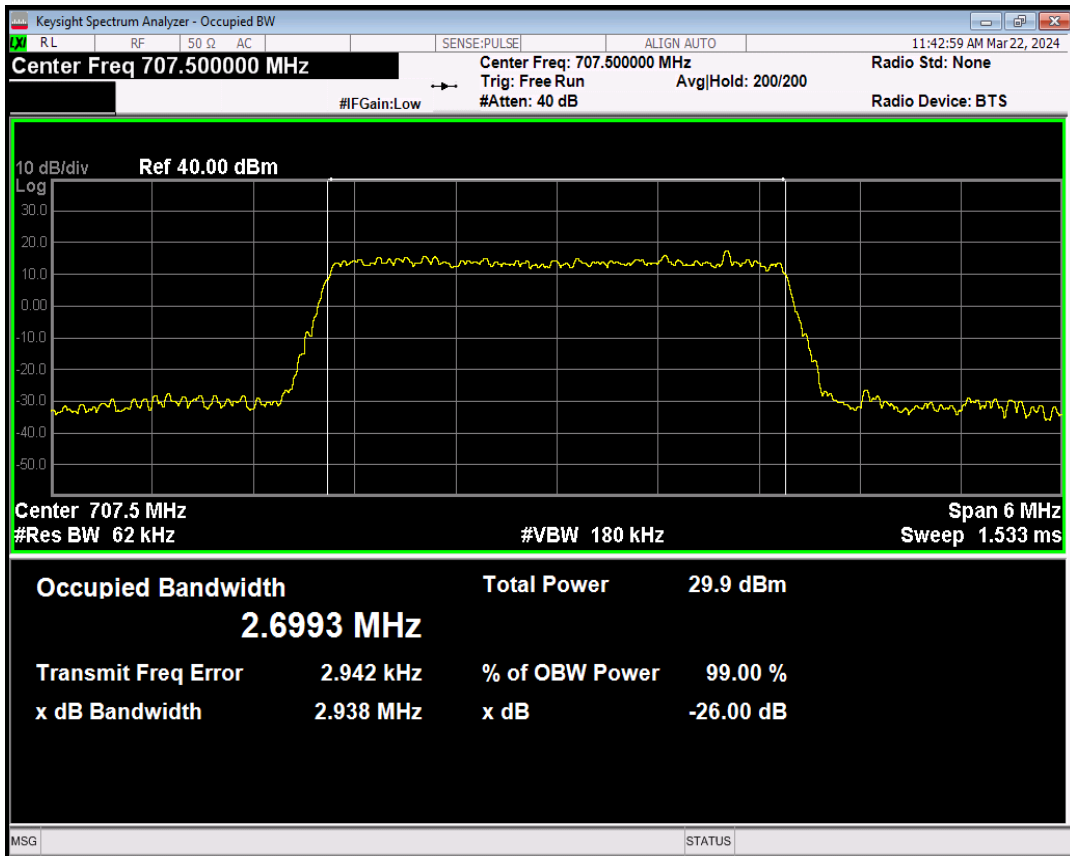 Keysight Spectrum Analyzer - Occupied BW
LXI RL RF 50 Ω AC SENSE:PULSE ALIGN AUTO 11:42:59 AM Mar 22, 2024
Center Freq 707.500000 MHz Center Freq: 707.500000 MHz Radio Std: None
Trig: Free Run Avg|Hold: 200/200
#IFGain:Low #Atten: 40 dB Radio Device: BTS
10 dB/div Ref 40.00 dBm
Log
30.0
20.0
10.0
0.00
-10.0
-20.0
-30.0
-40.0
-50.0
Center 707.5 MHz Span 6 MHz
#Res BW 62 kHz #VBW 180 kHz Sweep 1.533 ms
Occupied Bandwidth Total Power 29.9 dBm
2.6993 MHz
Transmit Freq Error 2.942 kHz % of OBW Power 99.00 %
x dB Bandwidth 2.938 MHz x dB -26.00 dB
MSG STATUS